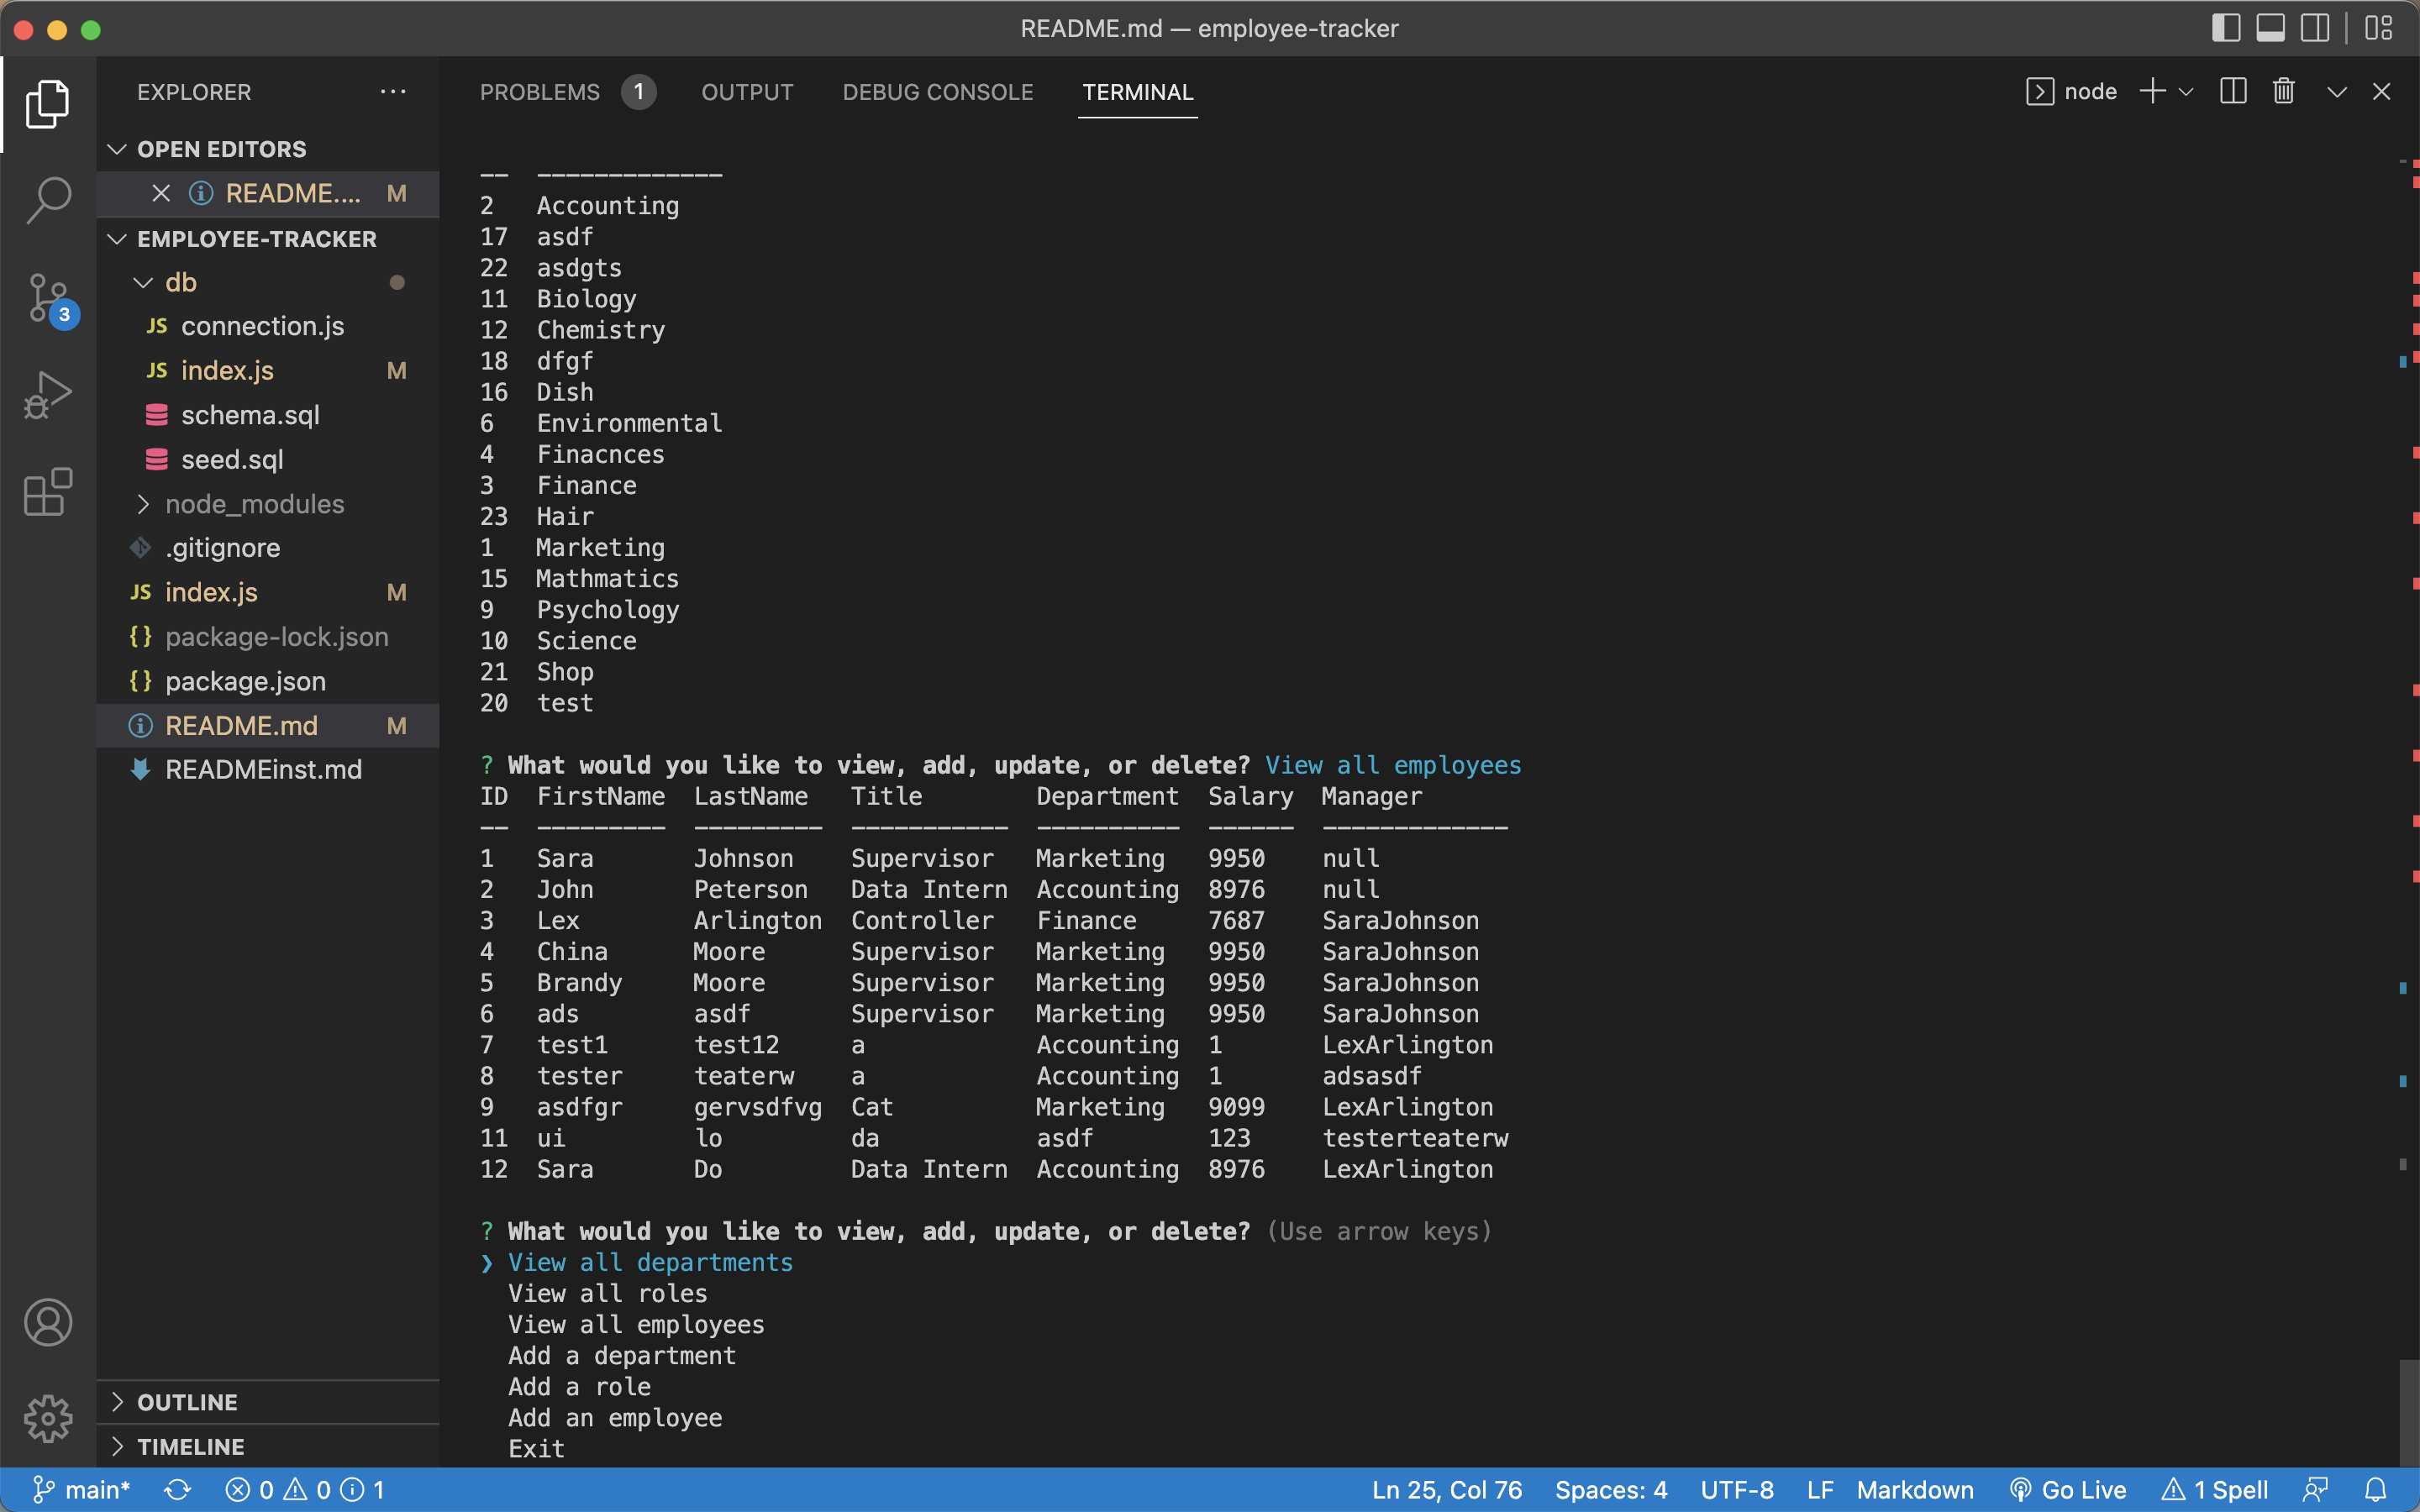 README.md — employee-tracker
EXPLORER
OPEN EDITORS
README.... M
EMPLOYEE-TRACKER
db
JS connection.js
JS index.js M
schema.sql
seed.sql
node_modules
.gitignore
JS index.js M
{} package-lock.json
{} package.json
README.md M
READMEinst.md
OUTLINE
TIMELINE
3
PROBLEMS 1 OUTPUT DEBUG CONSOLE TERMINAL
node
-- -------------
2 Accounting
17 asdf
22 asdgts
11 Biology
12 Chemistry
18 dfgf
16 Dish
6 Environmental
4 Finacnces
3 Finance
23 Hair
1 Marketing
15 Mathmatics
9 Psychology
10 Science
21 Shop
20 test
? What would you like to view, add, update, or delete? View all employees
ID FirstName LastName Title Department Salary Manager
-- --------- --------- ----------- ---------- ------ -------------
1 Sara Johnson Supervisor Marketing 9950 null
2 John Peterson Data Intern Accounting 8976 null
3 Lex Arlington Controller Finance 7687 SaraJohnson
4 China Moore Supervisor Marketing 9950 SaraJohnson
5 Brandy Moore Supervisor Marketing 9950 SaraJohnson
6 ads asdf Supervisor Marketing 9950 SaraJohnson
7 test1 test12 a Accounting 1 LexArlington
8 tester teaterw a Accounting 1 adsasdf
9 asdfgr gervsdfvg Cat Marketing 9099 LexArlington
11 ui lo da asdf 123 testerteaterw
12 Sara Do Data Intern Accounting 8976 LexArlington
? What would you like to view, add, update, or delete? (Use arrow keys)
❯ View all departments
View all roles
View all employees
Add a department
Add a role
Add an employee
Exit
main* 0 0 1 Ln 25, Col 76 Spaces: 4 UTF-8 LF Markdown Go Live 1 Spell